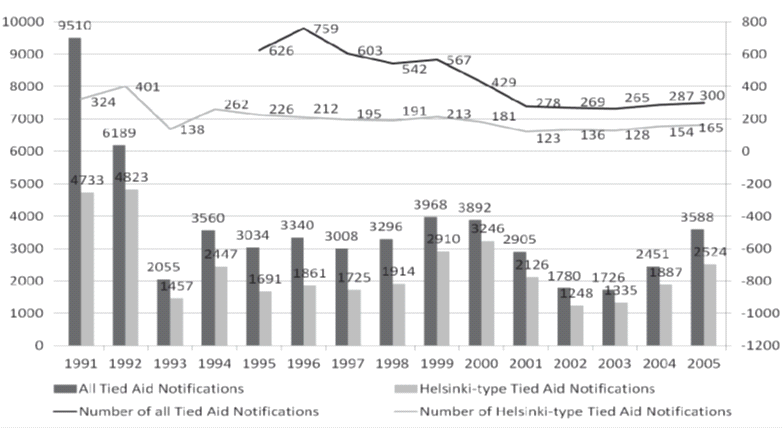 10000 9510 759 800
9000 626 603 542 567 600
8000 324 401 429 400
7000 138 262 226 212 195 191 213 181 278 269 265 287 300 200
6000 6189 123 136 128 154 165 0
5000 4733 4823 -200
4000 3560 3034 3340 3008 3296 3968 3892 3588 -400
3000 2447 2910 3246 2905 2451 2524 -600
2000 2055 1457 1691 1861 1725 1914 2126 1780 1726 1887 -800
1000 1248 1335 -1000
0 -1200
1991 1992 1993 1994 1995 1996 1997 1998 1999 2000 2001 2002 2003 2004 2005
All Tied Aid Notifications Helsinki-type Tied Aid Notifications
Number of all Tied Aid Notifications Number of Helsinki-type Tied Aid Notifications